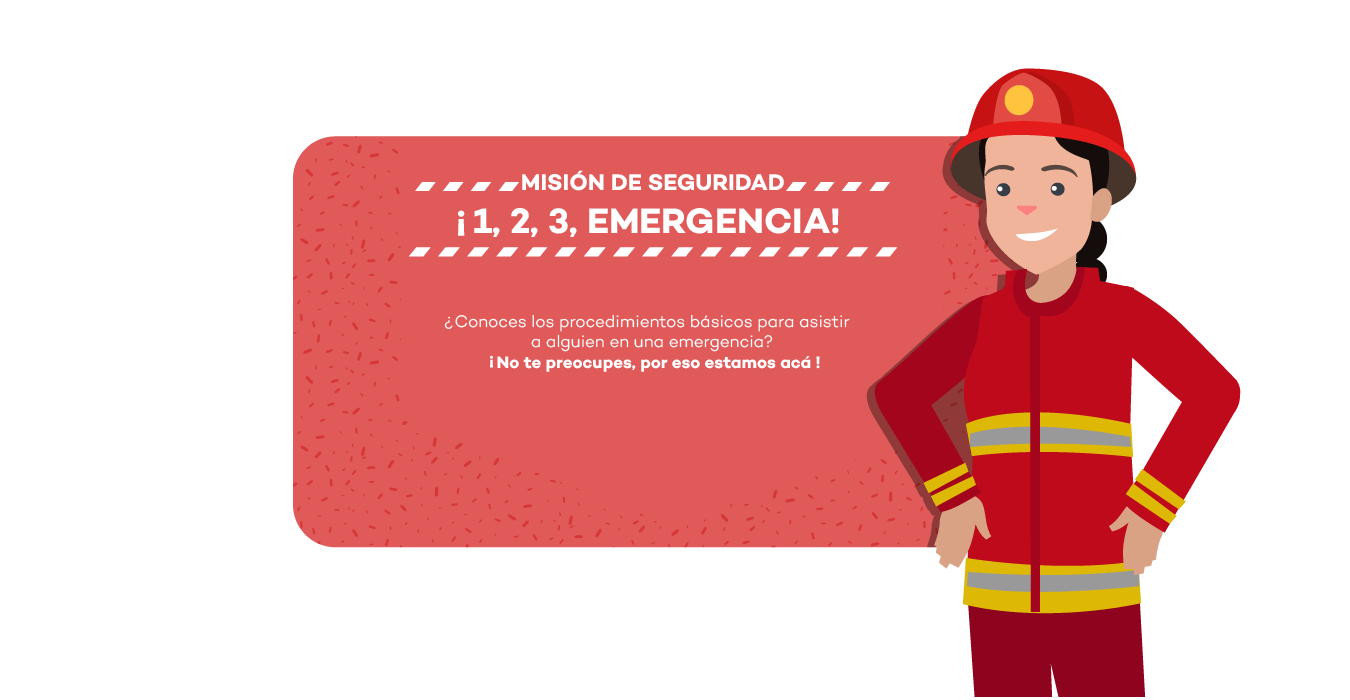 MISIÓN DE SEGURIDAD
¡1, 2, 3, EMERGENCIA!
¿Conoces los procedimientos básicos para asistir
a alguien en una emergencia?
¡No te preocupes, por eso estamos acá !